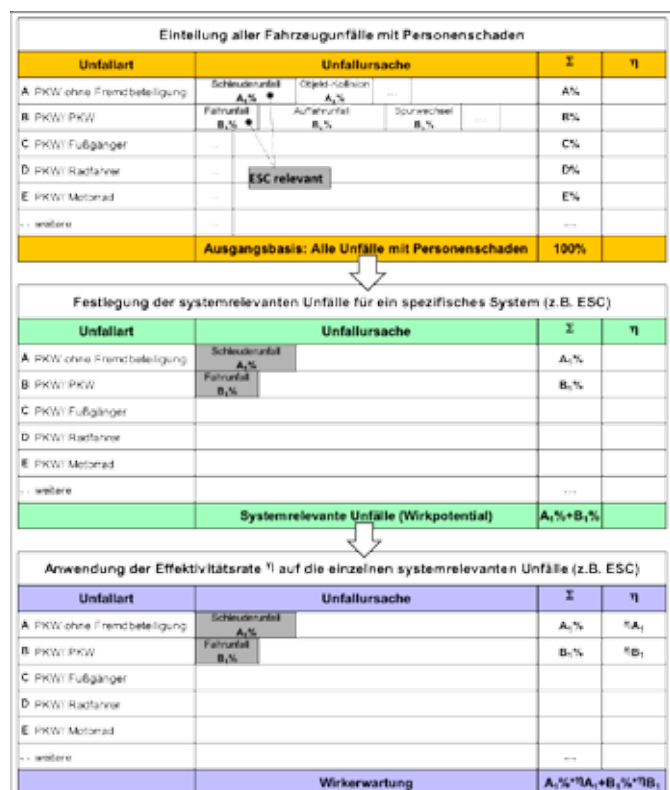 Einteilung aller Fahrzeugunfälle mit Personenschaden
Unfallart Unfallursache Σ η
A PKW ohne Fremdbeteiligung Schleuderunfall A₁% Objekt-Kollision A₂% .... A%
B PKW/PKW Fahrunfall B₁% Auffahrunfall Spurwechsel .... B%
C PKW/Fußgänger ... C%
D PKW/Radfahrer ... D%
ESC relevant
E PKW/Motorrad ... E%
... weitere ... ....
Ausgangsbasis: Alle Unfälle mit Personenschaden 100%
Festlegung der systemrelevanten Unfälle für ein spezifisches System (z.B. ESC)
Unfallart Unfallursache Σ η
A PKW ohne Fremdbeteiligung Schleuderunfall A₁% A₁%
B PKW/PKW Fahrunfall B₁% B₁%
C PKW/Fußgänger
D PKW/Radfahrer
E PKW/Motorrad
... weitere ....
Systemrelevante Unfälle (Wirkpotential) A₁%+B₁%
Anwendung der Effektivitätsrate η auf die einzelnen systemrelevanten Unfälle (z.B. ESC)
Unfallart Unfallursache Σ η
A PKW ohne Fremdbeteiligung Schleuderunfall A₁% A₁% ηA₁
B PKW/PKW Fahrunfall B₁% B₁% ηB₁
C PKW/Fußgänger
D PKW/Radfahrer
E PKW/Motorrad
... weitere ....
Wirkerwartung A₁%*ηA₁+B₁%*ηB₁